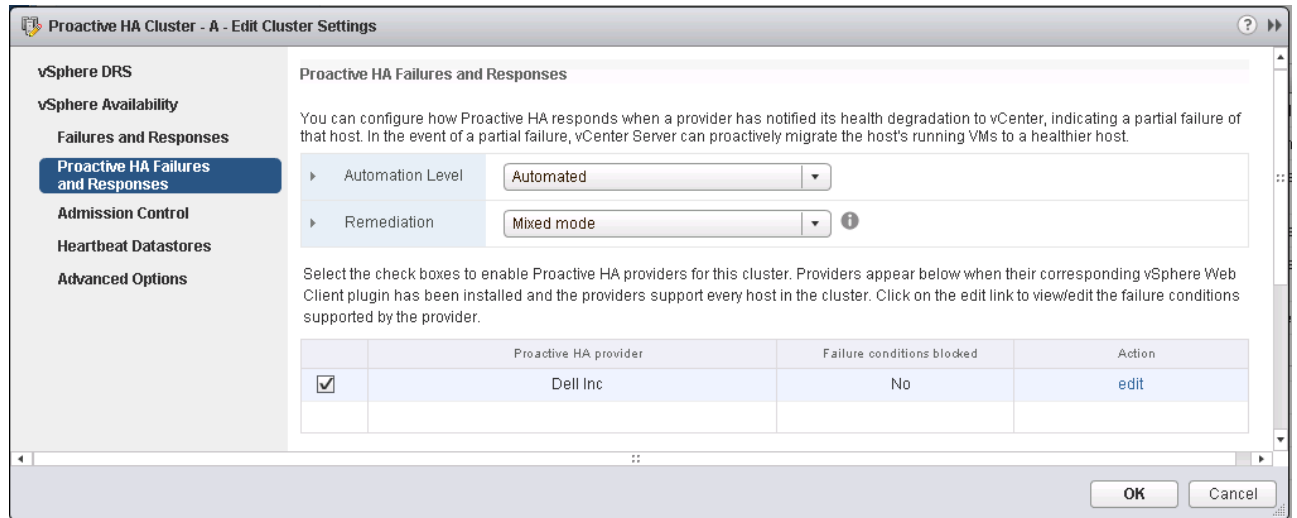 Proactive HA Cluster - A - Edit Cluster Settings
?
vSphere DRS
vSphere Availability
Failures and Responses
Proactive HA Failures
and Responses
Admission Control
Heartbeat Datastores
Advanced Options
Proactive HA Failures and Responses
You can configure how Proactive HA responds when a provider has notified its health degradation to vCenter, indicating a partial failure of
that host. In the event of a partial failure, vCenter Server can proactively migrate the host's running VMs to a healthier host.
Automation Level Automated
Remediation Mixed mode
Select the check boxes to enable Proactive HA providers for this cluster. Providers appear below when their corresponding vSphere Web
Client plugin has been installed and the providers support every host in the cluster. Click on the edit link to view/edit the failure conditions
supported by the provider.
Proactive HA provider Failure conditions blocked Action
Dell Inc No edit
OK Cancel